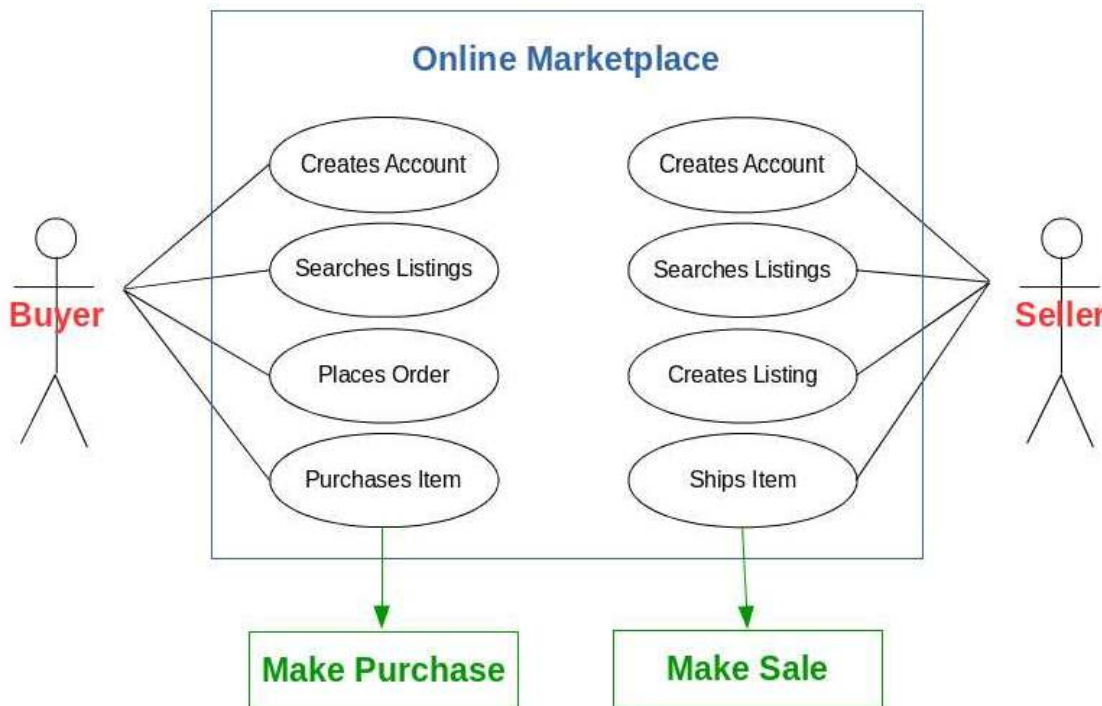 Online Marketplace
Creates Account
Creates Account
Searches Listings
Searches Listings
Buyer
Seller
Places Order
Creates Listing
Purchases Item
Ships Item
Make Purchase
Make Sale